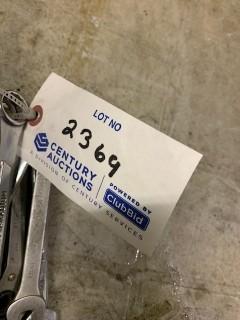 LOT NO
2369
CENTURY
AUCTIONS
A DIVISION OF CENTURY SERVICES
POWERED BY
ClubBid